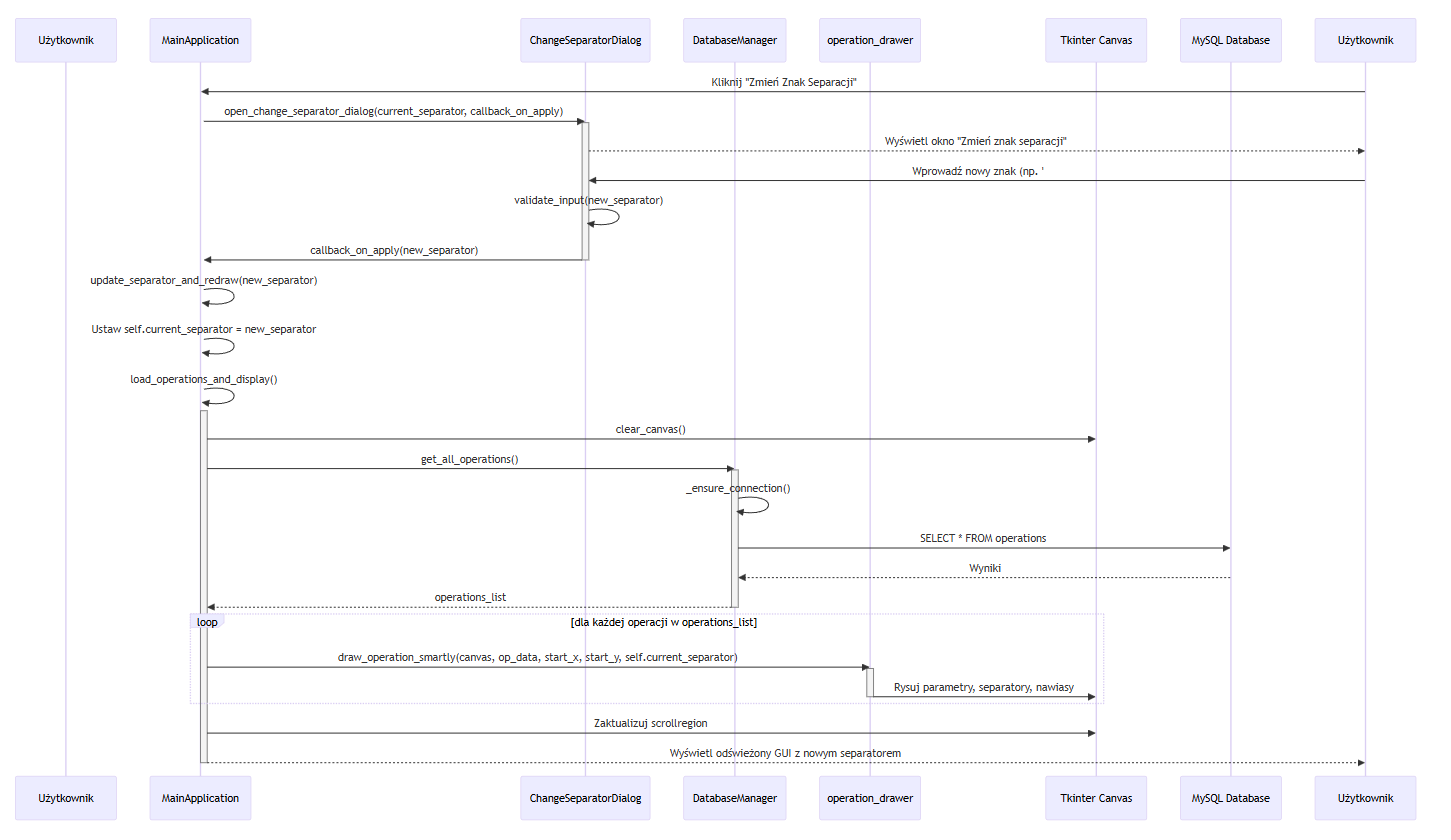 Użytkownik
MainApplication
ChangeSeparatorDialog
DatabaseManager
operation_drawer
Tkinter Canvas
MySQL Database
Użytkownik
Kliknij "Zmień Znak Separacji"
open_change_separator_dialog(current_separator, callback_on_apply)
Wyświetl okno "Zmień znak separacji"
Wprowadź nowy znak (np. '
validate_input(new_separator)
callback_on_apply(new_separator)
update_separator_and_redraw(new_separator)
Ustaw self.current_separator = new_separator
load_operations_and_display()
clear_canvas()
get_all_operations()
_ensure_connection()
SELECT * FROM operations
Wyniki
operations_list
loop
[dla każdej operacji w operations_list]
draw_operation_smartly(canvas, op_data, start_x, start_y, self.current_separator)
Rysuj parametry, separatory, nawiasy
Zaktualizuj scrollregion
Wyświetl odświeżony GUI z nowym separatorem
Użytkownik
MainApplication
ChangeSeparatorDialog
DatabaseManager
operation_drawer
Tkinter Canvas
MySQL Database
Użytkownik